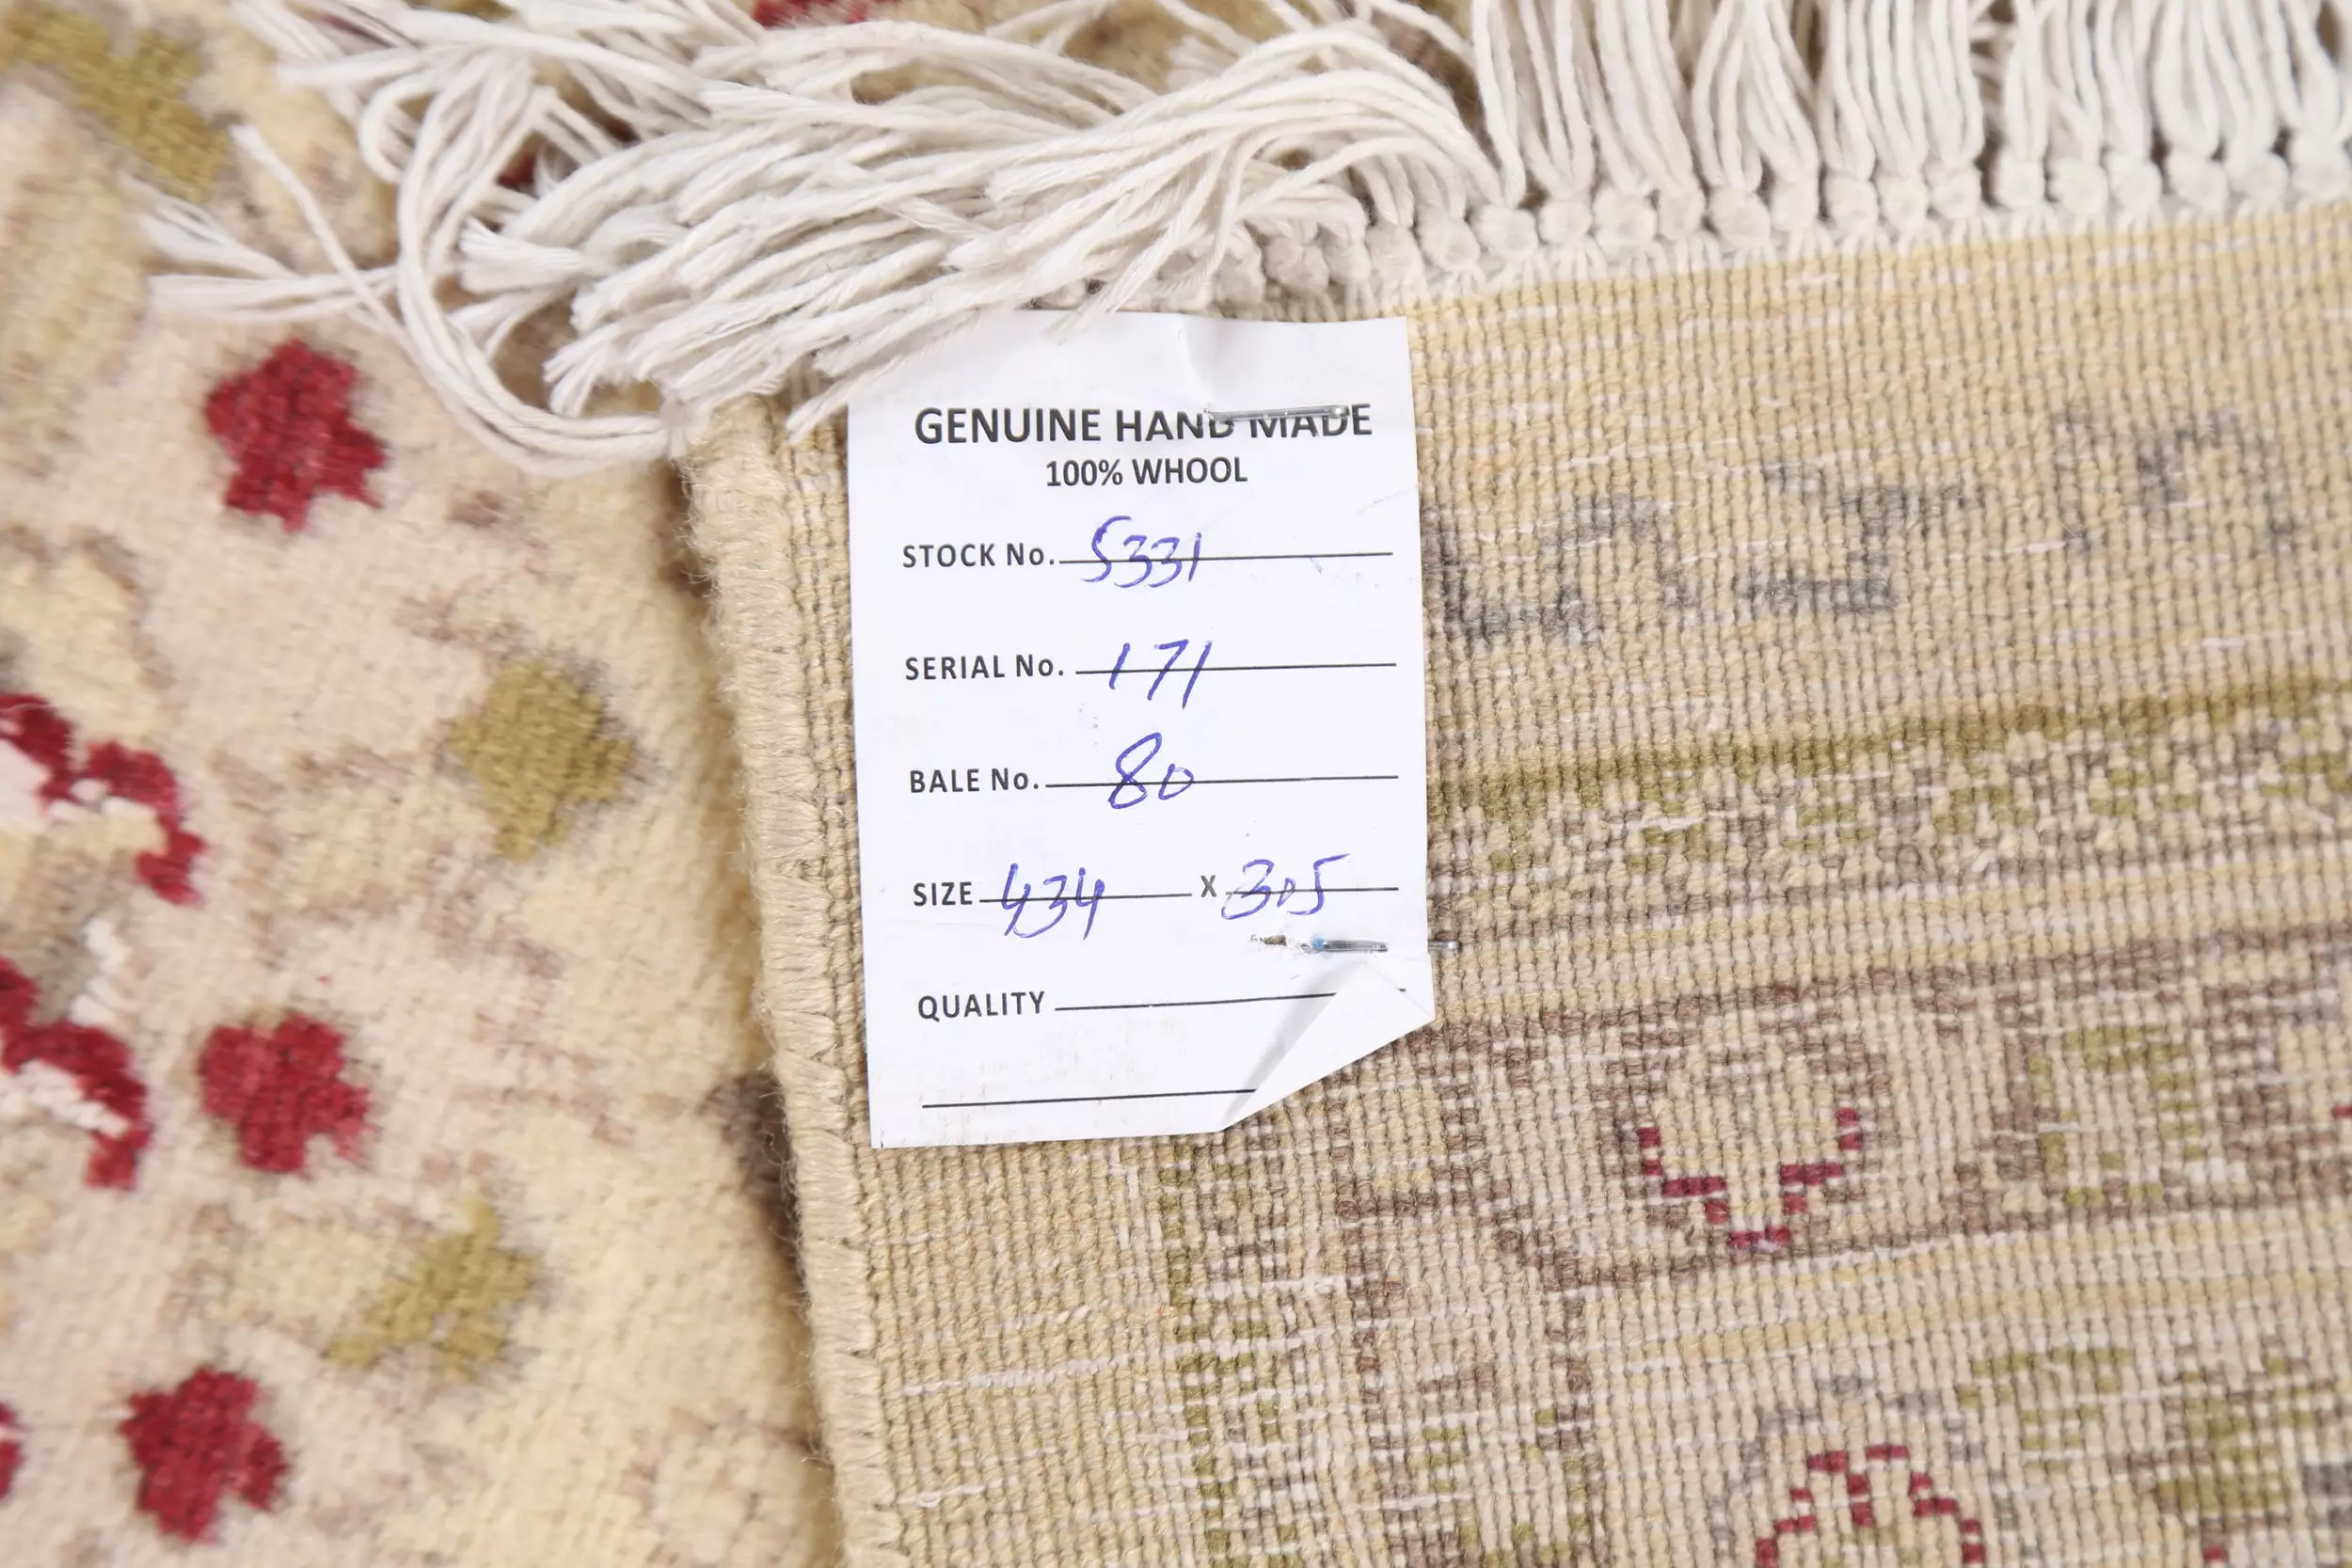 GENUINE HAND MADE
100% WHOOL
STOCK No. 5331
SERIAL No. 171
BALE No. 80
SIZE 434 X 305
QUALITY